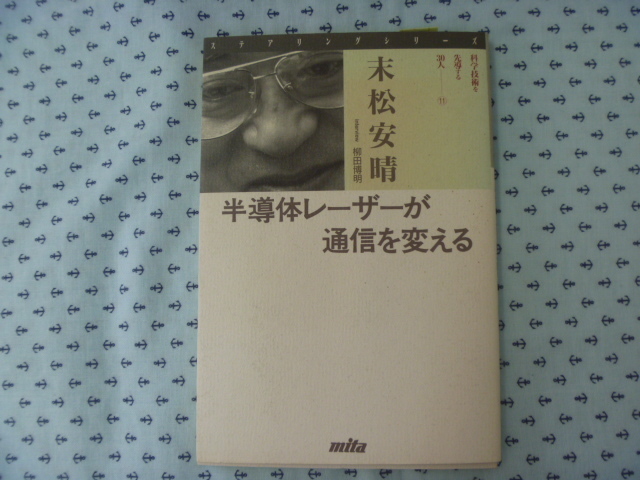 ステアリングシリーズ
科学技術を
先導する
30人——11
末松安晴
柳田博明
半導体レーザーが
通信を変える
mita